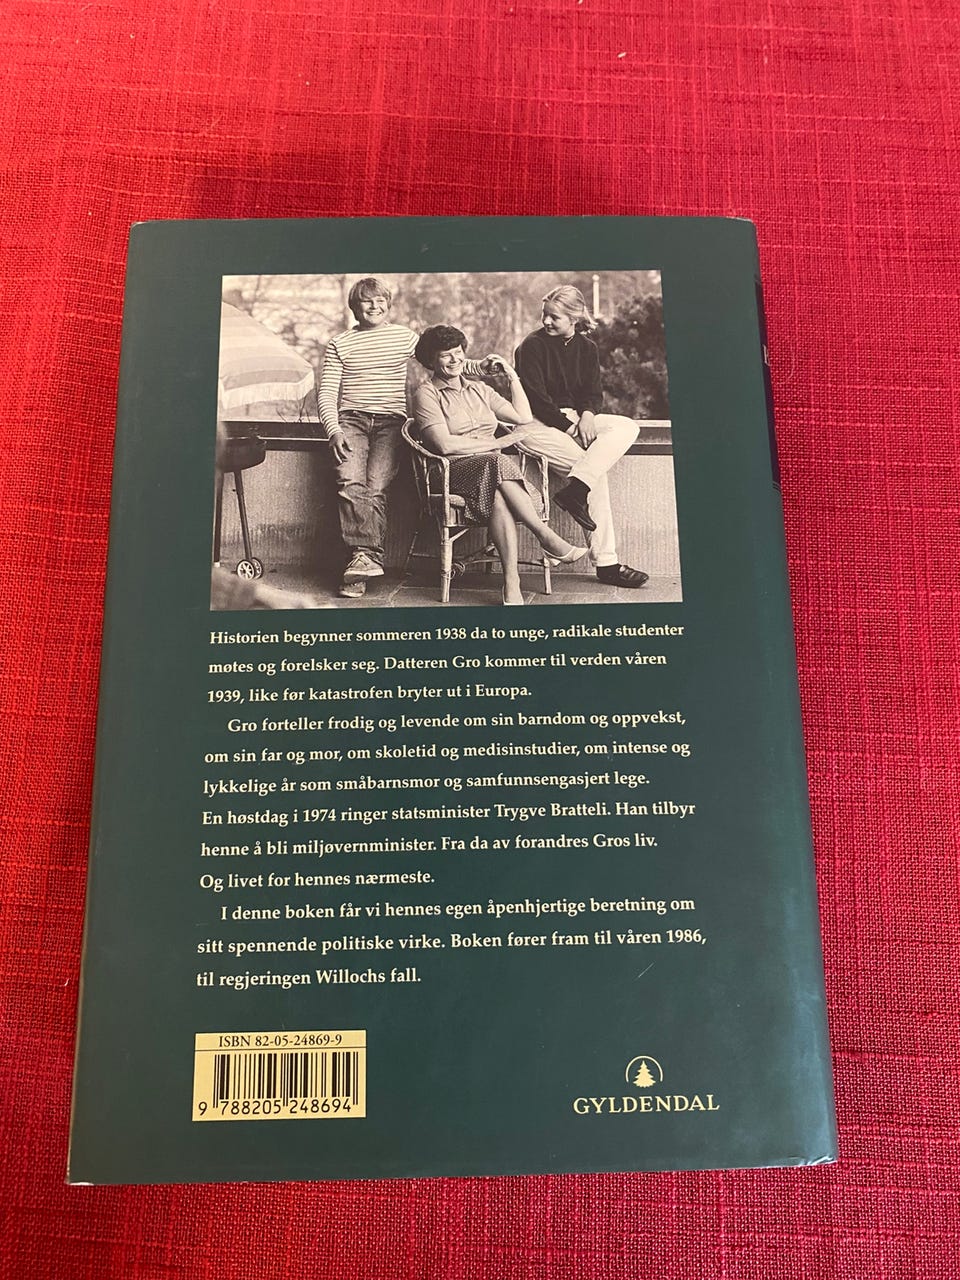 Historien begynner sommeren 1938 da to unge, radikale studenter
møtes og forelsker seg. Datteren Gro kommer til verden våren
1939, like før katastrofen bryter ut i Europa.
Gro forteller frodig og levende om sin barndom og oppvekst,
om sin far og mor, om skoletid og medisinstudier, om intense og
lykkelige år som småbarnsmor og samfunnsengasjert lege.
En høstdag i 1974 ringer statsminister Trygve Bratteli. Han tilbyr
henne å bli miljøvernminister. Fra da av forandres Gros liv.
Og livet for hennes nærmeste.
I denne boken får vi hennes egen åpenhjertige beretning om
sitt spennende politiske virke. Boken fører fram til våren 1986,
til regjeringen Willochs fall.
ISBN 82-05-24869-9
9 788205 248694
GYLDENDAL